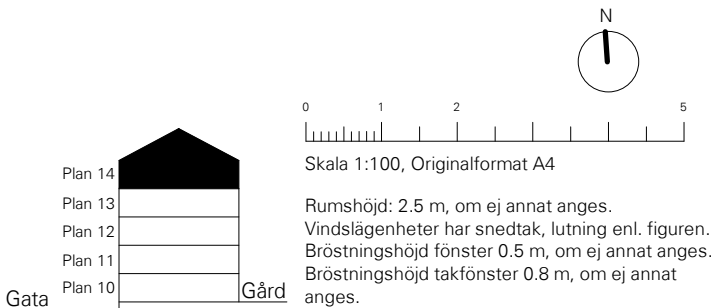 N
0 1 2 5
Skala 1:100, Originalformat A4
Plan 14
Plan 13
Plan 12
Plan 11
Plan 10
Gata
Gård
Rumshöjd: 2.5 m, om ej annat anges.
Vindslägenheter har snedtak, lutning enl. figuren.
Bröstningshöjd fönster 0.5 m, om ej annat anges.
Bröstningshöjd takfönster 0.8 m, om ej annat
anges.